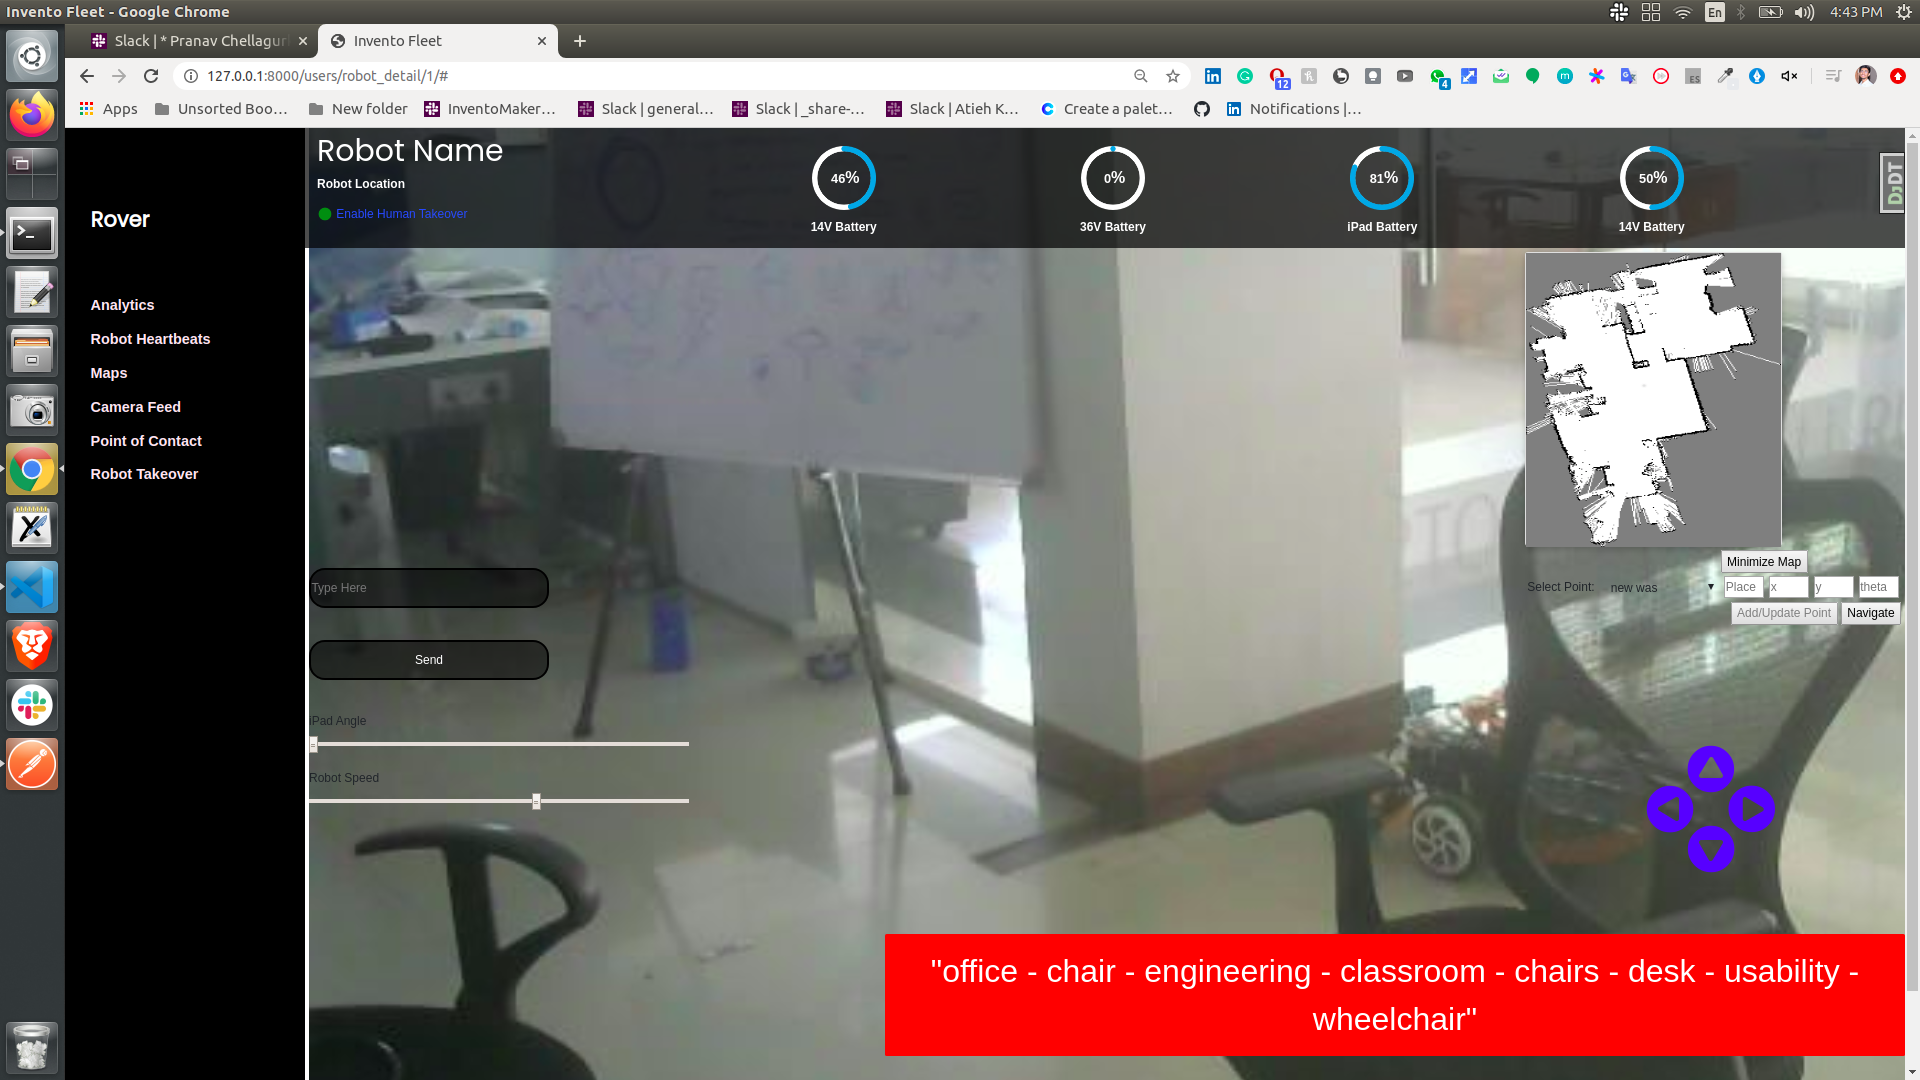 Invento Fleet - Google Chrome
En
4:43 PM
Slack | * Pranav Chellagur
Invento Fleet
127.0.0.1:8000/users/robot_detail/1/#
12
4
ES
Apps
Unsorted Boo...
New folder
InventoMaker...
Slack | general...
Slack | _share-...
Slack | Atieh K...
Create a palet...
Notifications |...
Rover
Analytics
Robot Heartbeats
Maps
Camera Feed
Point of Contact
Robot Takeover
Robot Name
Robot Location
Enable Human Takeover
46%
14V Battery
0%
36V Battery
81%
iPad Battery
50%
14V Battery
DJDT
Minimize Map
Select Point:
new was
Place
x
y
theta
Add/Update Point
Navigate
Type Here
Send
iPad Angle
Robot Speed
"office - chair - engineering - classroom - chairs - desk - usability -
wheelchair"